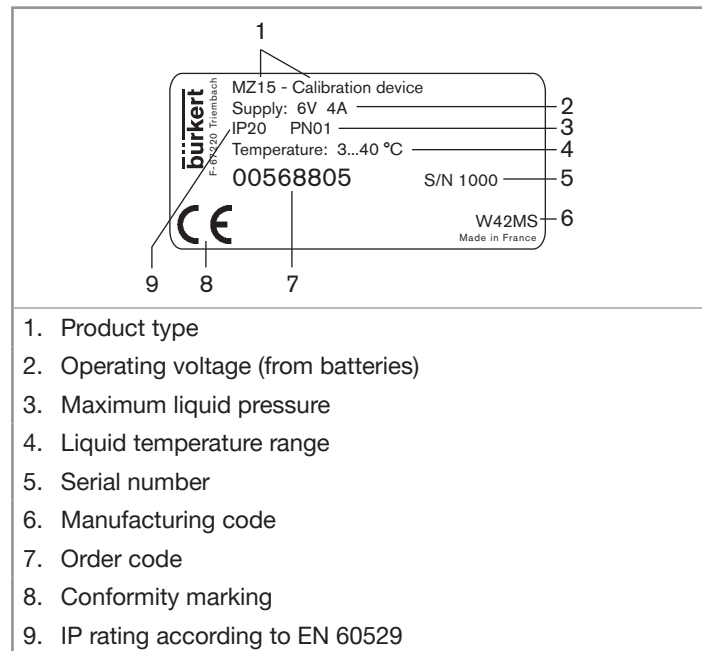 1
bürkert
F-67220 Triembach
MZ15 - Calibration device
Supply: 6V 4A
2
IP20 PN01
3
Temperature: 3...40 °C
4
00568805
S/N 1000
5
CE
W42MS
6
Made in France
9
8
7
1. Product type
2. Operating voltage (from batteries)
3. Maximum liquid pressure
4. Liquid temperature range
5. Serial number
6. Manufacturing code
7. Order code
8. Conformity marking
9. IP rating according to EN 60529